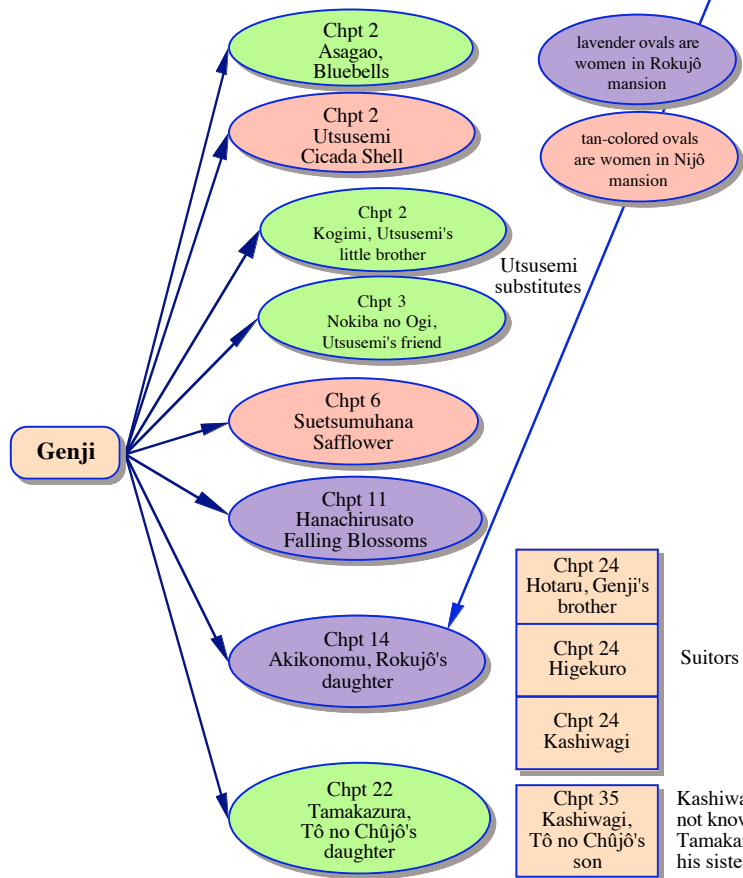 Chpt 2
Asagao,
Bluebells
lavender ovals are
women in Rokujô
mansion
Chpt 2
Utsusemi
Cicada Shell
tan-colored ovals
are women in Nijô
mansion
Chpt 2
Kogimi, Utsusemi's
little brother
Utsusemi
substitutes
Chpt 3
Nokiba no Ogi,
Utsusemi's friend
Chpt 6
Suetsumuhana
Safflower
Genji
Chpt 11
Hanachirusato
Falling Blossoms
Chpt 14
Akikonomu, Rokujô's
daughter
Chpt 24
Hotaru, Genji's
brother
Chpt 24
Higekuro
Suitors
Chpt 24
Kashiwagi
Chpt 22
Tamakazura,
Tô no Chûjô's
daughter
Chpt 35
Kashiwagi,
Tô no Chûjô's
son
not
his